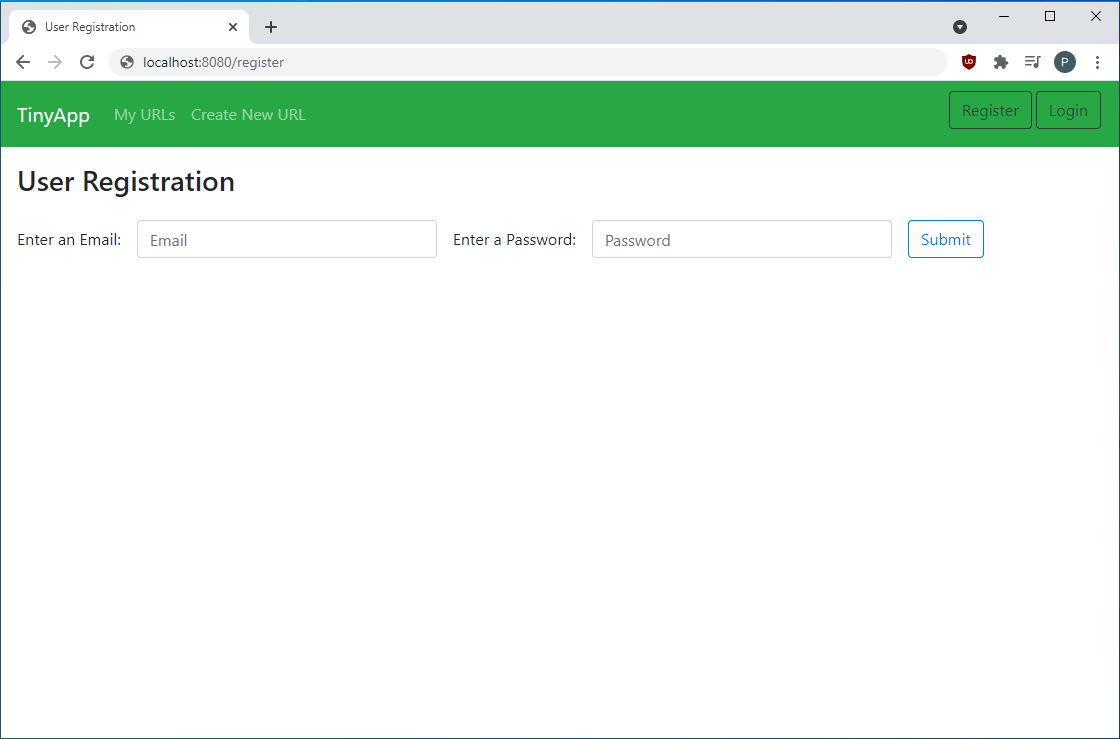 User Registration
localhost:8080/register
P
TinyApp My URLs Create New URL Register Login
User Registration
Enter an Email: Email Enter a Password: Password Submit